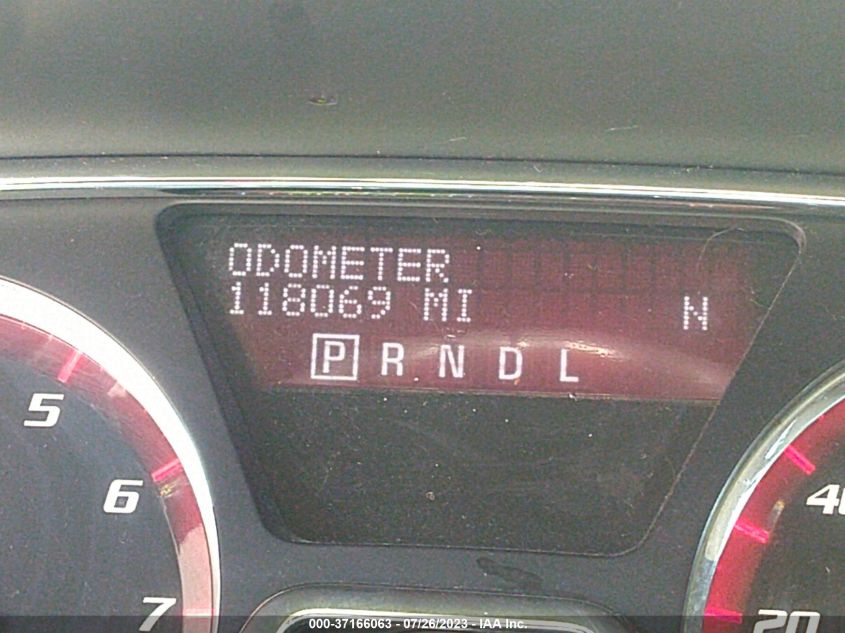 ODOMETER
118069 MI
N
P R N D L
5
6
7
40
20
000-37166063 - 07/26/2023 - IAA Inc.